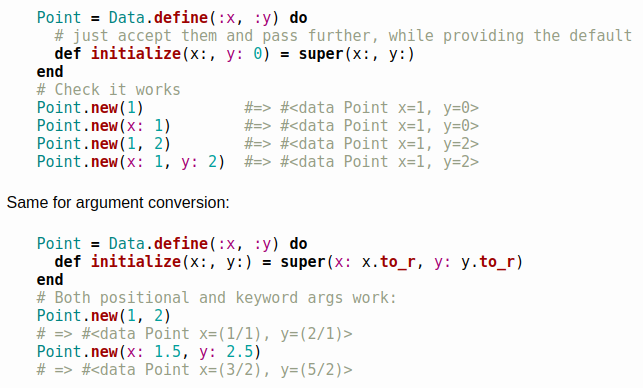 Point = Data.define(:x, :y) do
  # just accept them and pass further, while providing the default
  def initialize(x:, y: 0) = super(x:, y:)
end
# Check it works
Point.new(1)           #=> #<data Point x=1, y=0>
Point.new(x: 1)        #=> #<data Point x=1, y=0>
Point.new(1, 2)        #=> #<data Point x=1, y=2>
Point.new(x: 1, y: 2)  #=> #<data Point x=1, y=2>
Same for argument conversion:
Point = Data.define(:x, :y) do
  def initialize(x:, y:) = super(x: x.to_r, y: y.to_r)
end
# Both positional and keyword args work:
Point.new(1, 2)
# => #<data Point x=(1/1), y=(2/1)>
Point.new(x: 1.5, y: 2.5)
# => #<data Point x=(3/2), y=(5/2)>